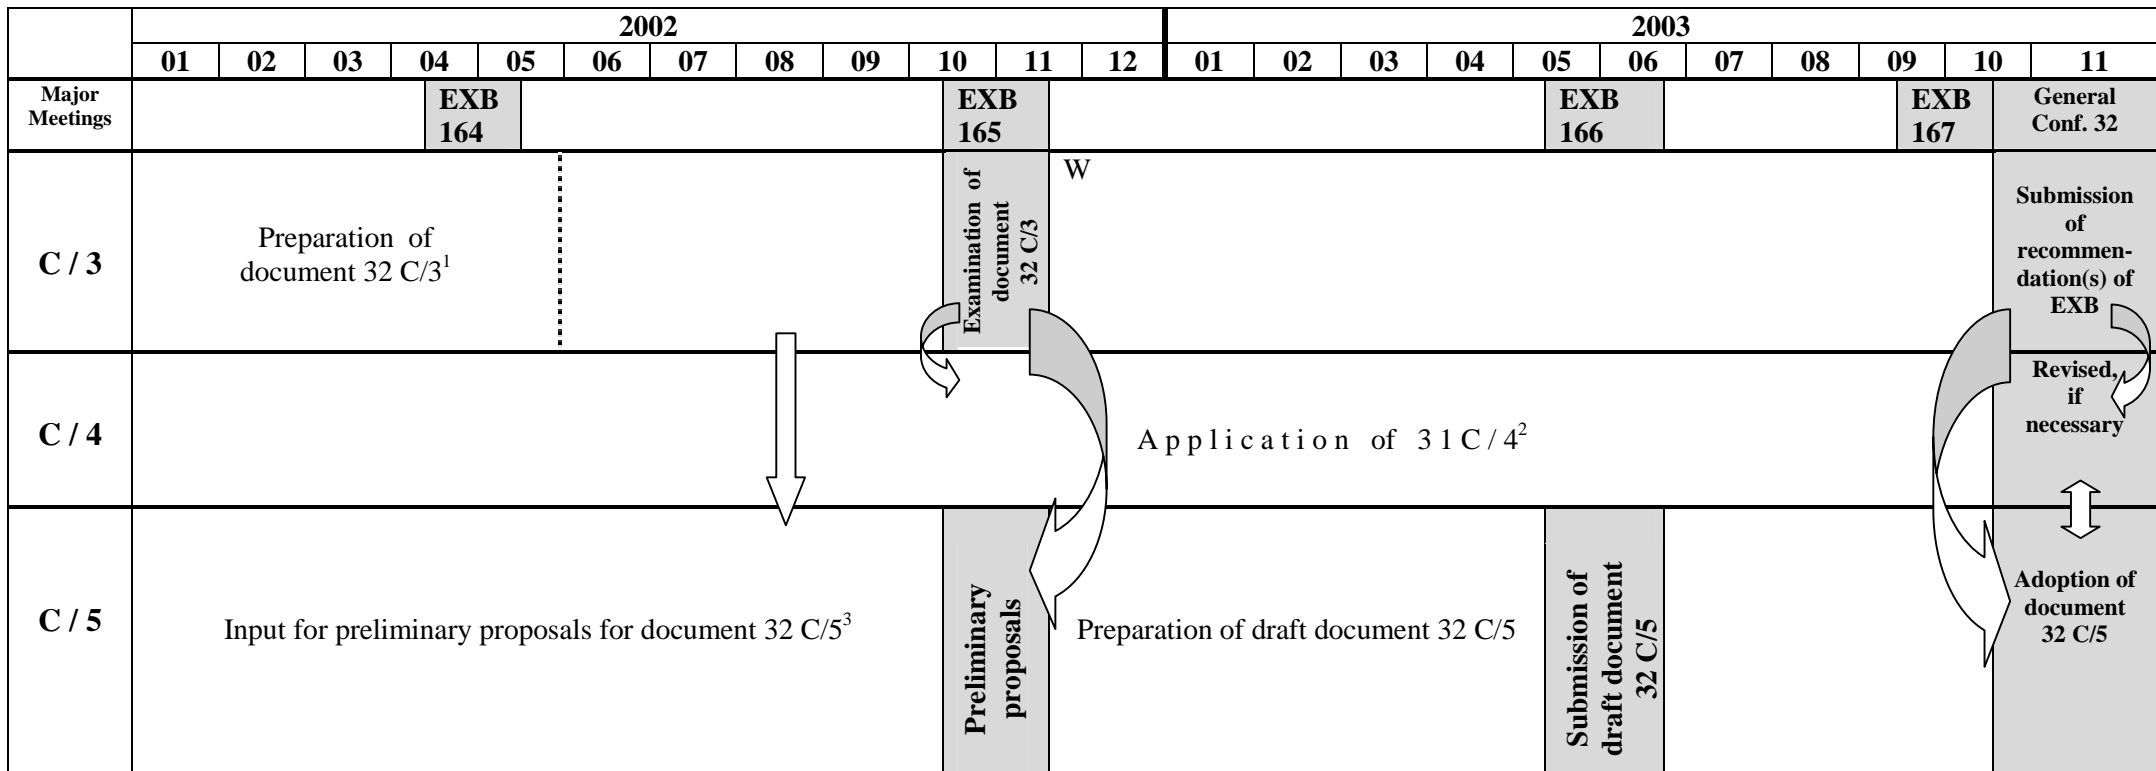 2002 2003
01 02 03 04 05 06 07 08 09 10 11 12 01 02 03 04 05 06 07 08 09 10 11
Major
Meetings
EXB
164
EXB
165
EXB
166
EXB
167
General
Conf. 32
C / 3
Preparation of
document 32 C/3¹
Examination of
document
32 C/3
W
Submission
of
recommen-
dation(s) of
EXB
C / 4
Application of 31C/4²
Revised,
if
necessary
C / 5
Input for preliminary proposals for document 32 C/5³
Preliminary
proposals
Preparation of draft document 32 C/5
Submission of
draft document
32 C/5
Adoption of
document
32 C/5